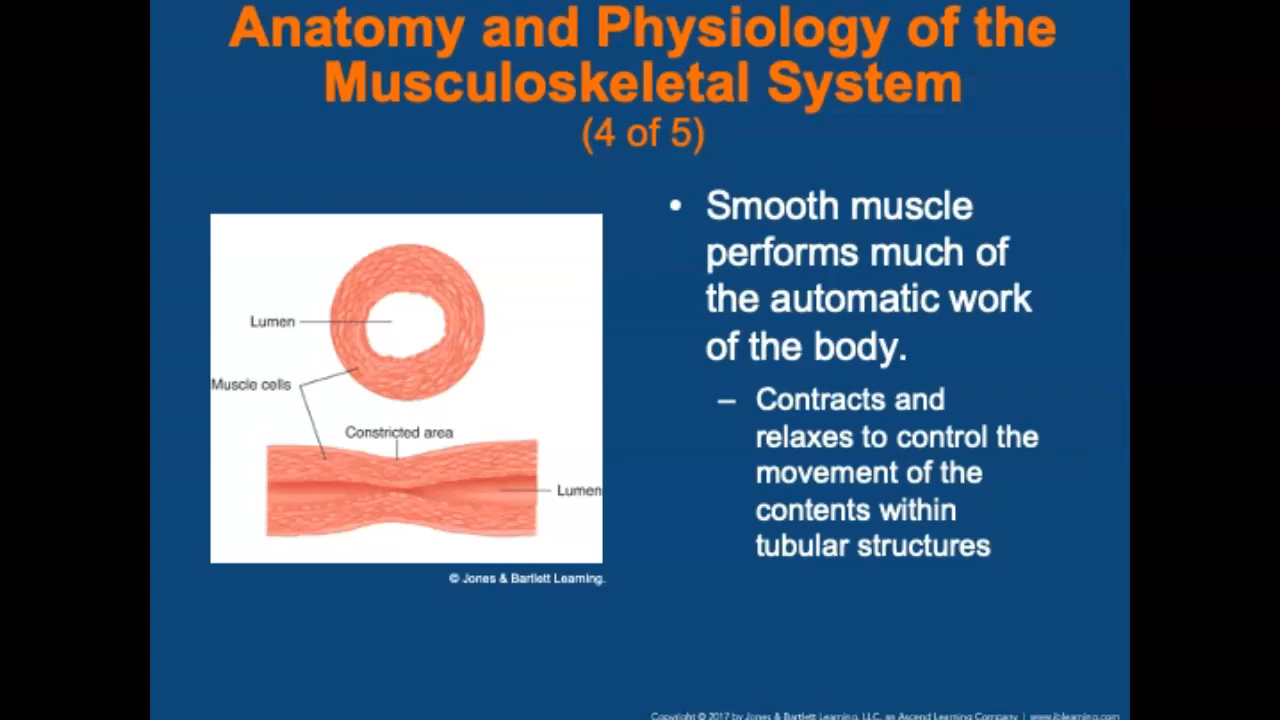 Anatomy and Physiology of the
Musculoskeletal System
(4 of 5)
Lumen
Muscle cells
Constricted area
Lumen
© Jones & Bartlett Learning.
• Smooth muscle
performs much of
the automatic work
of the body.
– Contracts and
relaxes to control the
movement of the
contents within
tubular structures
Copyright © 2017 by Jones & Bartlett Learning, LLC, an Ascend Learning Company | www.jblearning.com